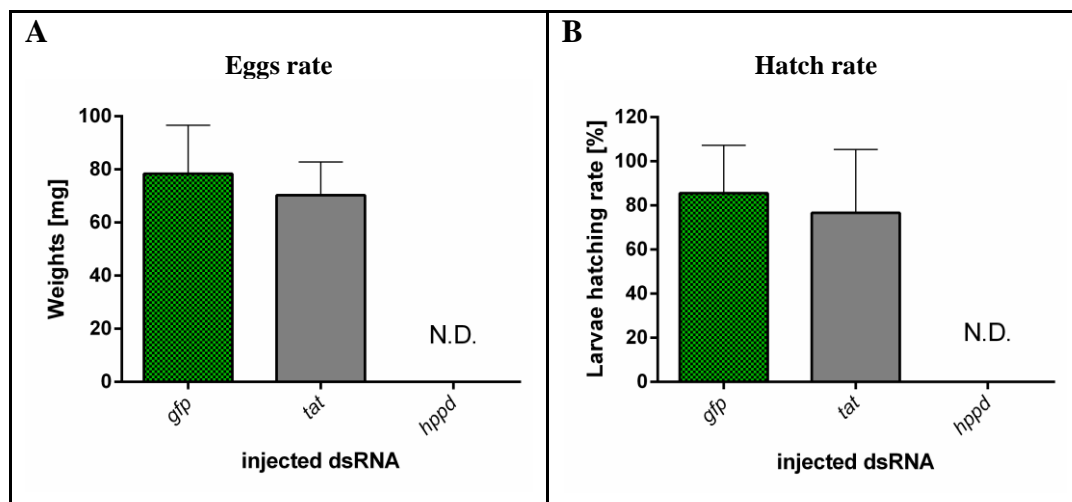 A
Eggs rate
Weights [mg]
100
80
60
40
20
0
N.D.
gfp
tat
hppd
injected dsRNA
B
Hatch rate
Larvae hatching rate [%]
120
100
80
60
40
20
0
N.D.
gfp
tat
hppd
injected dsRNA